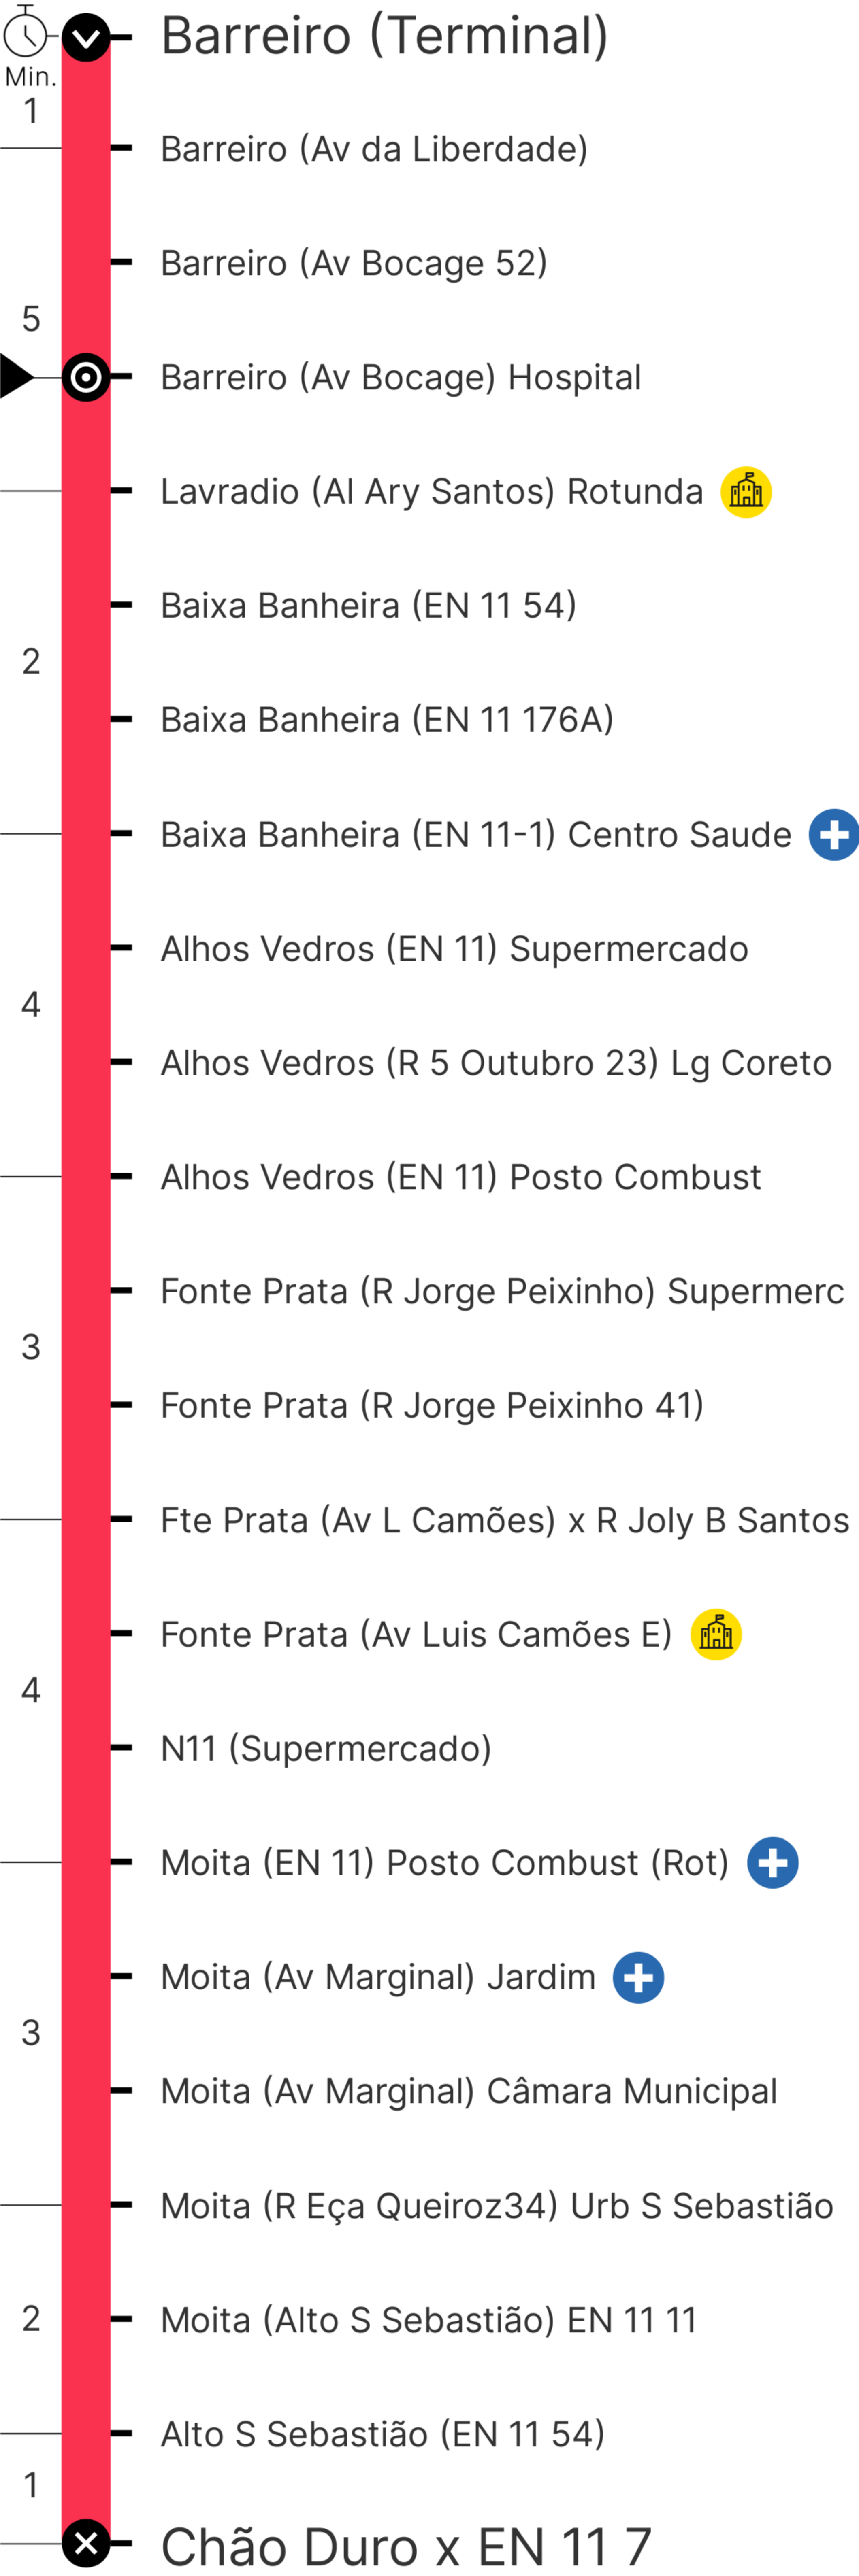 Barreiro (Terminal)
Min.
1
Barreiro (Av da Liberdade)
Barreiro (Av Bocage 52)
5
Barreiro (Av Bocage) Hospital
Lavradio (Al Ary Santos) Rotunda
Baixa Banheira (EN 11 54)
2
Baixa Banheira (EN 11 176A)
Baixa Banheira (EN 11-1) Centro Saude
Alhos Vedros (EN 11) Supermercado
4
Alhos Vedros (R 5 Outubro 23) Lg Coreto
Alhos Vedros (EN 11) Posto Combust
Fonte Prata (R Jorge Peixinho) Supermerc
3
Fonte Prata (R Jorge Peixinho 41)
Fte Prata (Av L Camões) x R Joly B Santos
Fonte Prata (Av Luis Camões E)
4
N11 (Supermercado)
Moita (EN 11) Posto Combust (Rot)
Moita (Av Marginal) Jardim
3
Moita (Av Marginal) Câmara Municipal
Moita (R Eça Queiroz34) Urb S Sebastião
2
Moita (Alto S Sebastião) EN 11 11
Alto S Sebastião (EN 11 54)
1
Chão Duro x EN 11 7